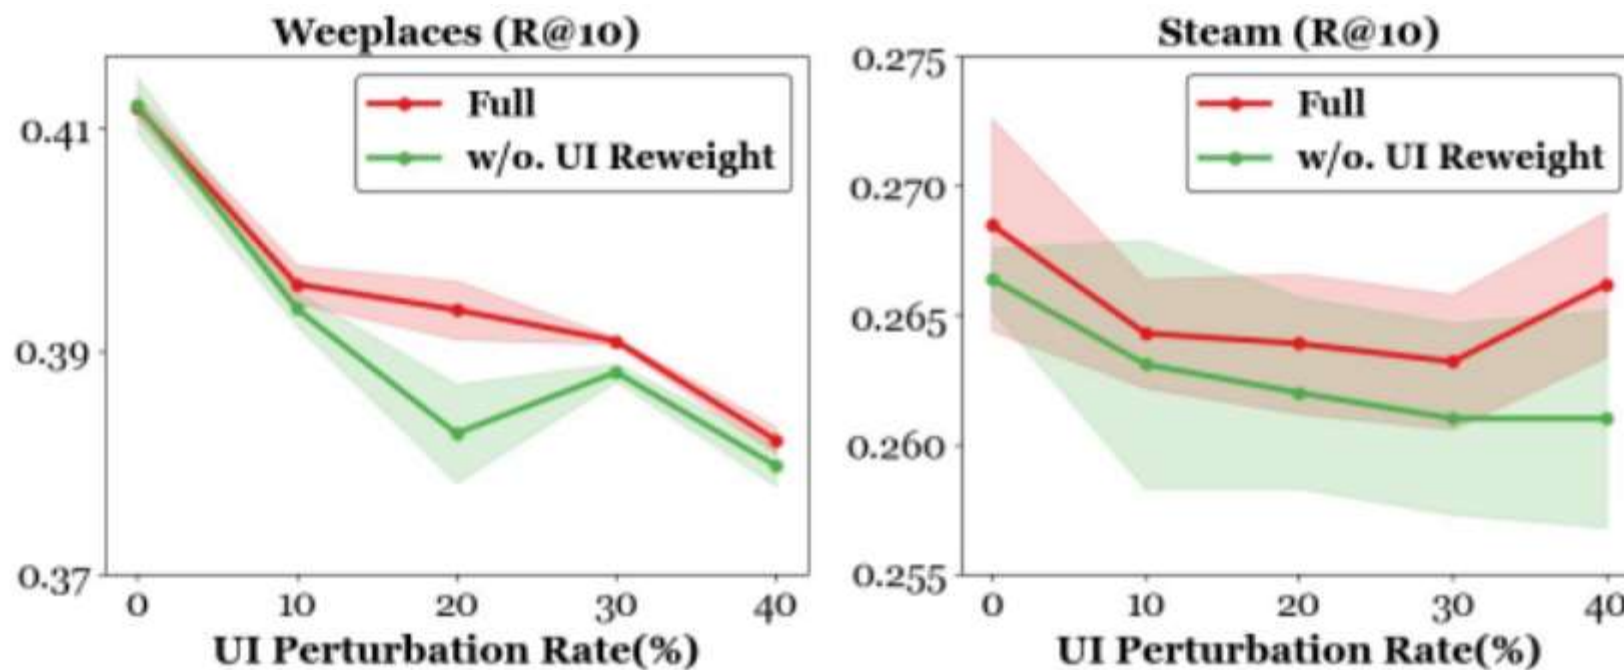 Weeplaces (R@10)
Full
w/o. UI Reweight
0.41
0.39
0.37
0 10 20 30 40
UI Perturbation Rate(%)
Steam (R@10)
Full
w/o. UI Reweight
0.275
0.270
0.265
0.260
0.255
0 10 20 30 40
UI Perturbation Rate(%)